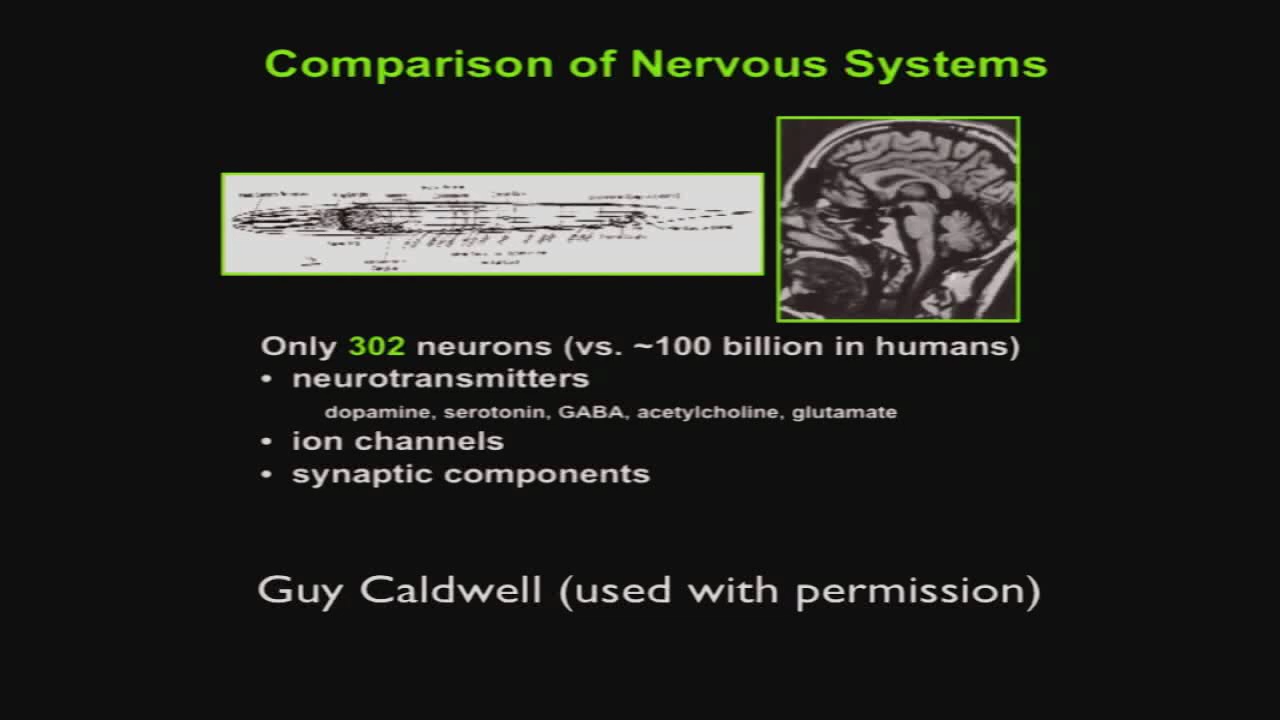 Comparison of Nervous Systems
Only 302 neurons (vs. ~100 billion in humans)
• neurotransmitters
dopamine, serotonin, GABA, acetylcholine, glutamate
• ion channels
• synaptic components
Guy Caldwell (used with permission)